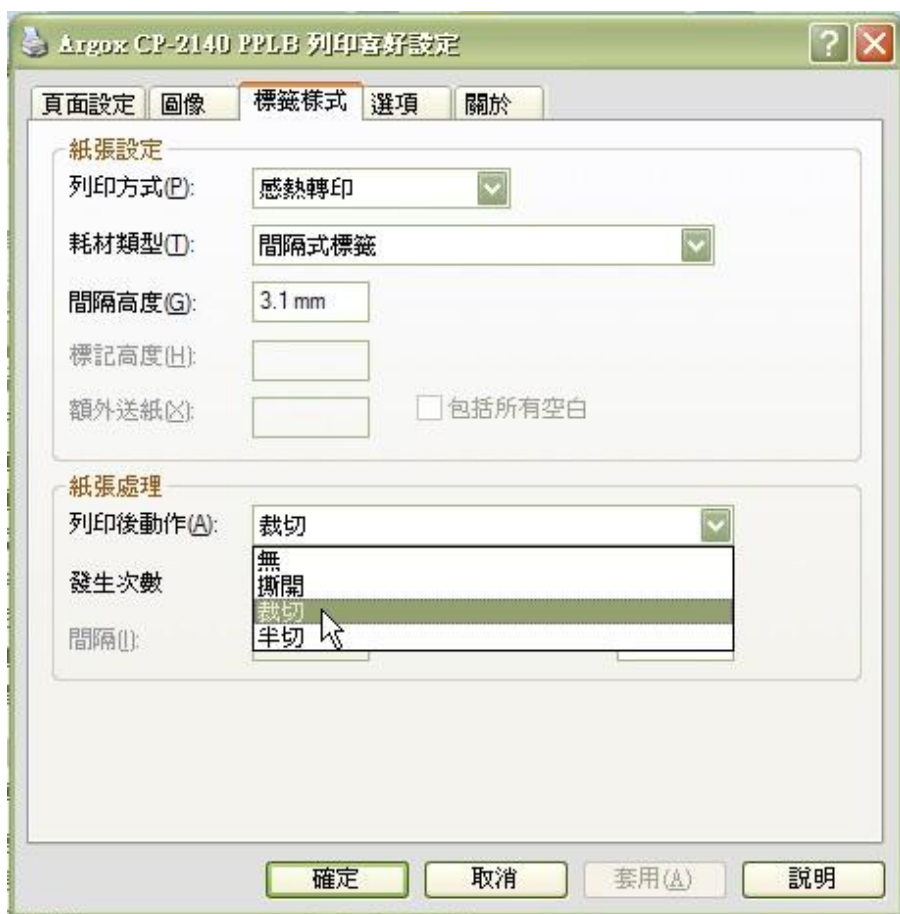 Argox CP-2140 PPLB 列印喜好設定
頁面設定 圖像 標籤樣式 選項 關於
紙張設定
列印方式(P): 感熱轉印
耗材類型(T): 間隔式標籤
間隔高度(G): 3.1 mm
標記高度(H):
額外送紙(X): 包括所有空白
紙張處理
列印後動作(A): 裁切
無
發生次數 撕開
裁切
間隔(I): 半切
確定 取消 套用(A) 說明